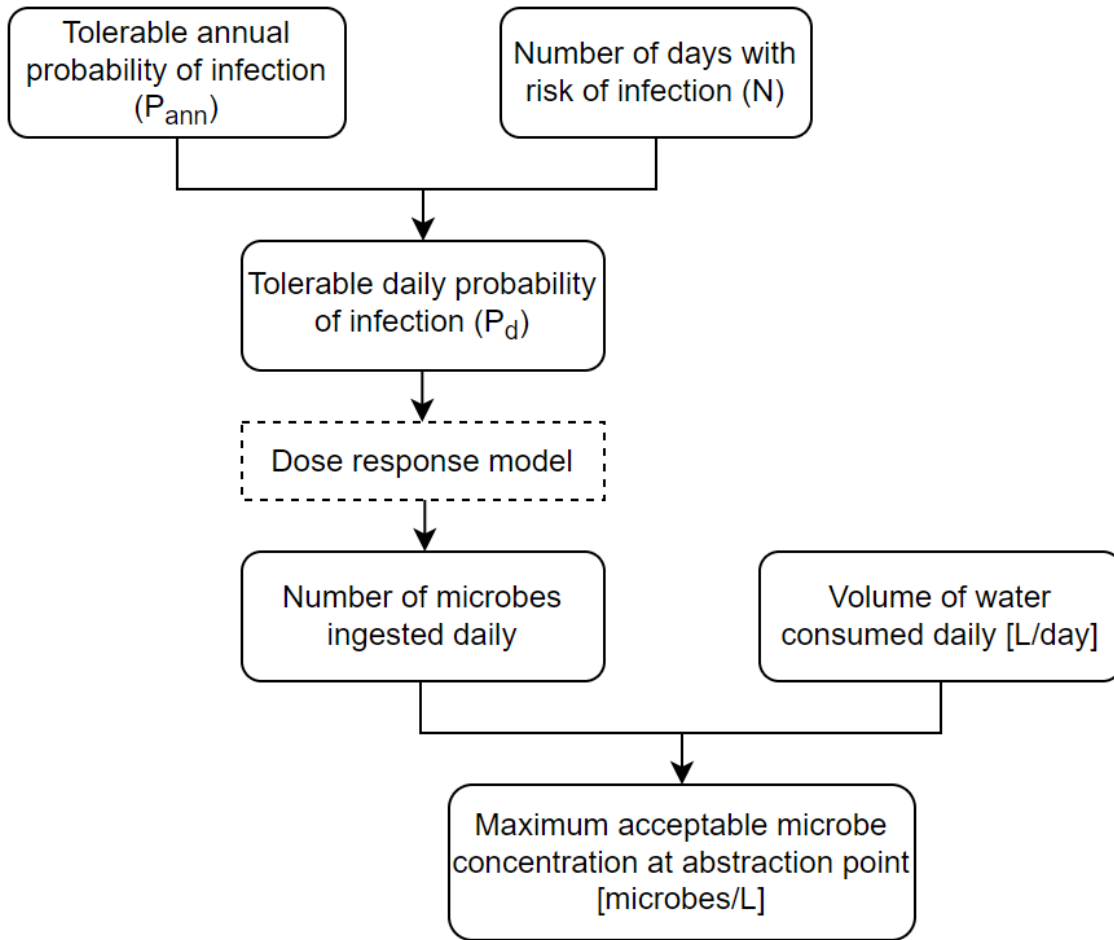 Tolerable annual
probability of infection
(P_ann)
Number of days with
risk of infection (N)
Tolerable daily probability
of infection (P_d)
Dose response model
Number of microbes
ingested daily
Volume of water
consumed daily [L/day]
Maximum acceptable microbe
concentration at abstraction point
[microbes/L]